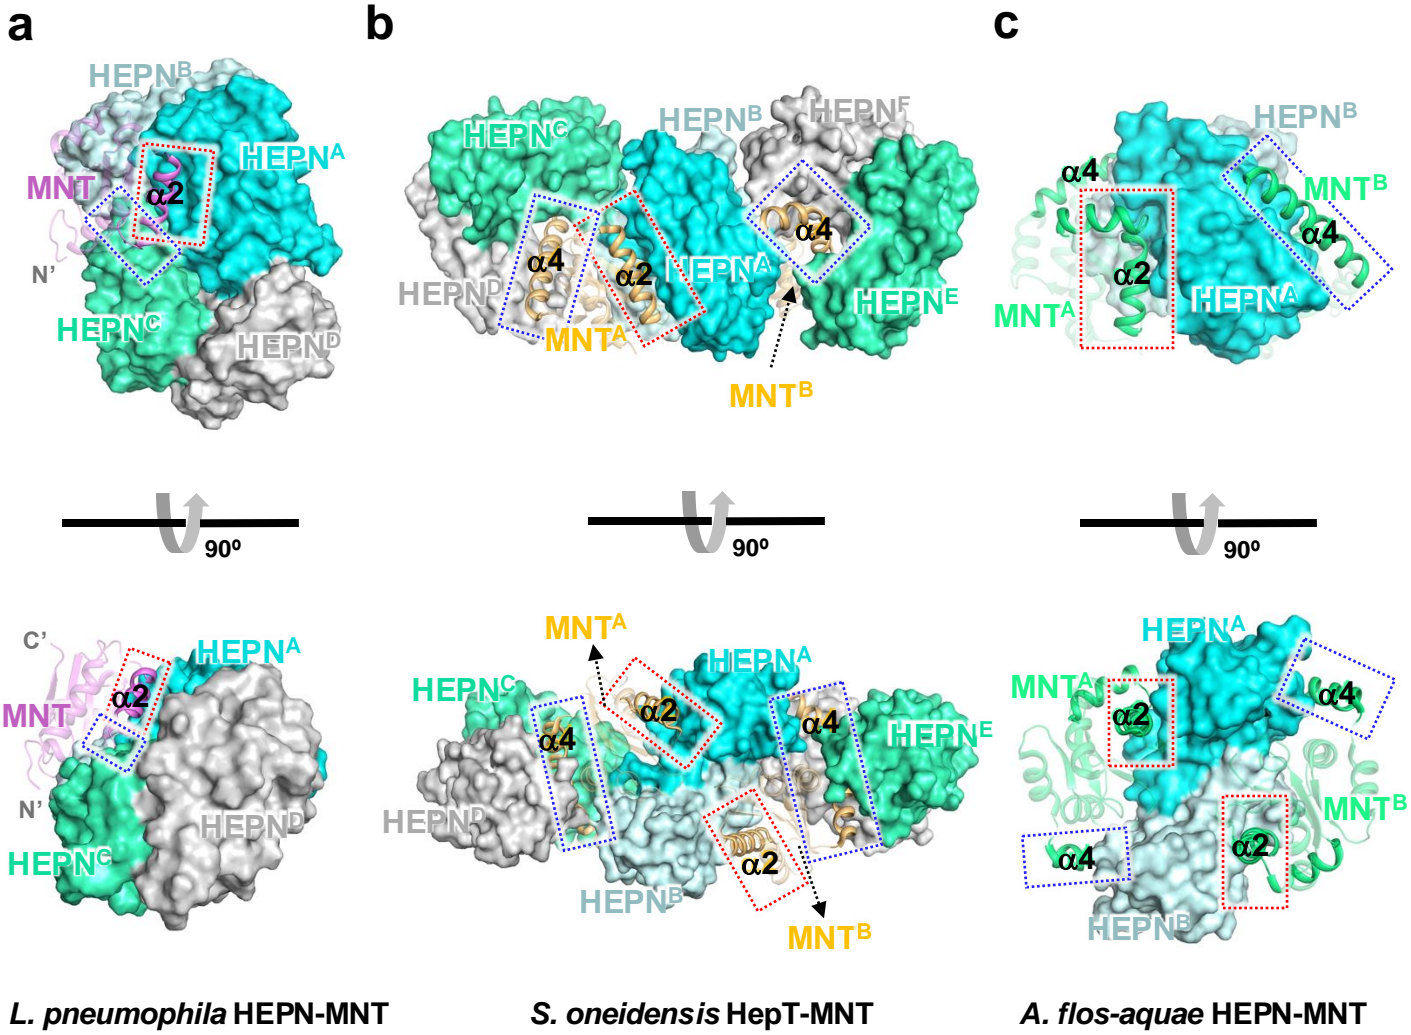 a
HEPNB
HEPNA
MNT
α2
N’
HEPNC
HEPND
90º
C’
HEPNA
α2
MNT
N’
HEPND
HEPNC
L. pneumophila HEPN-MNT
b
HEPNC
HEPNB
HEPNF
α4
α4
α2
HEPNA
HEPND
HEPNE
MNTA
MNTB
90º
MNTA
HEPNA
HEPNC
α2
α4
α4
HEPNE
HEPND
α2
HEPNB
MNTB
S. oneidensis HepT-MNT
c
HEPNB
α4
MNTB
α4
α2
HEPNA
MNTA
90º
HEPNA
MNTA
α2
α4
MNTB
α2
α4
HEPNB
A. flos-aquae HEPN-MNT